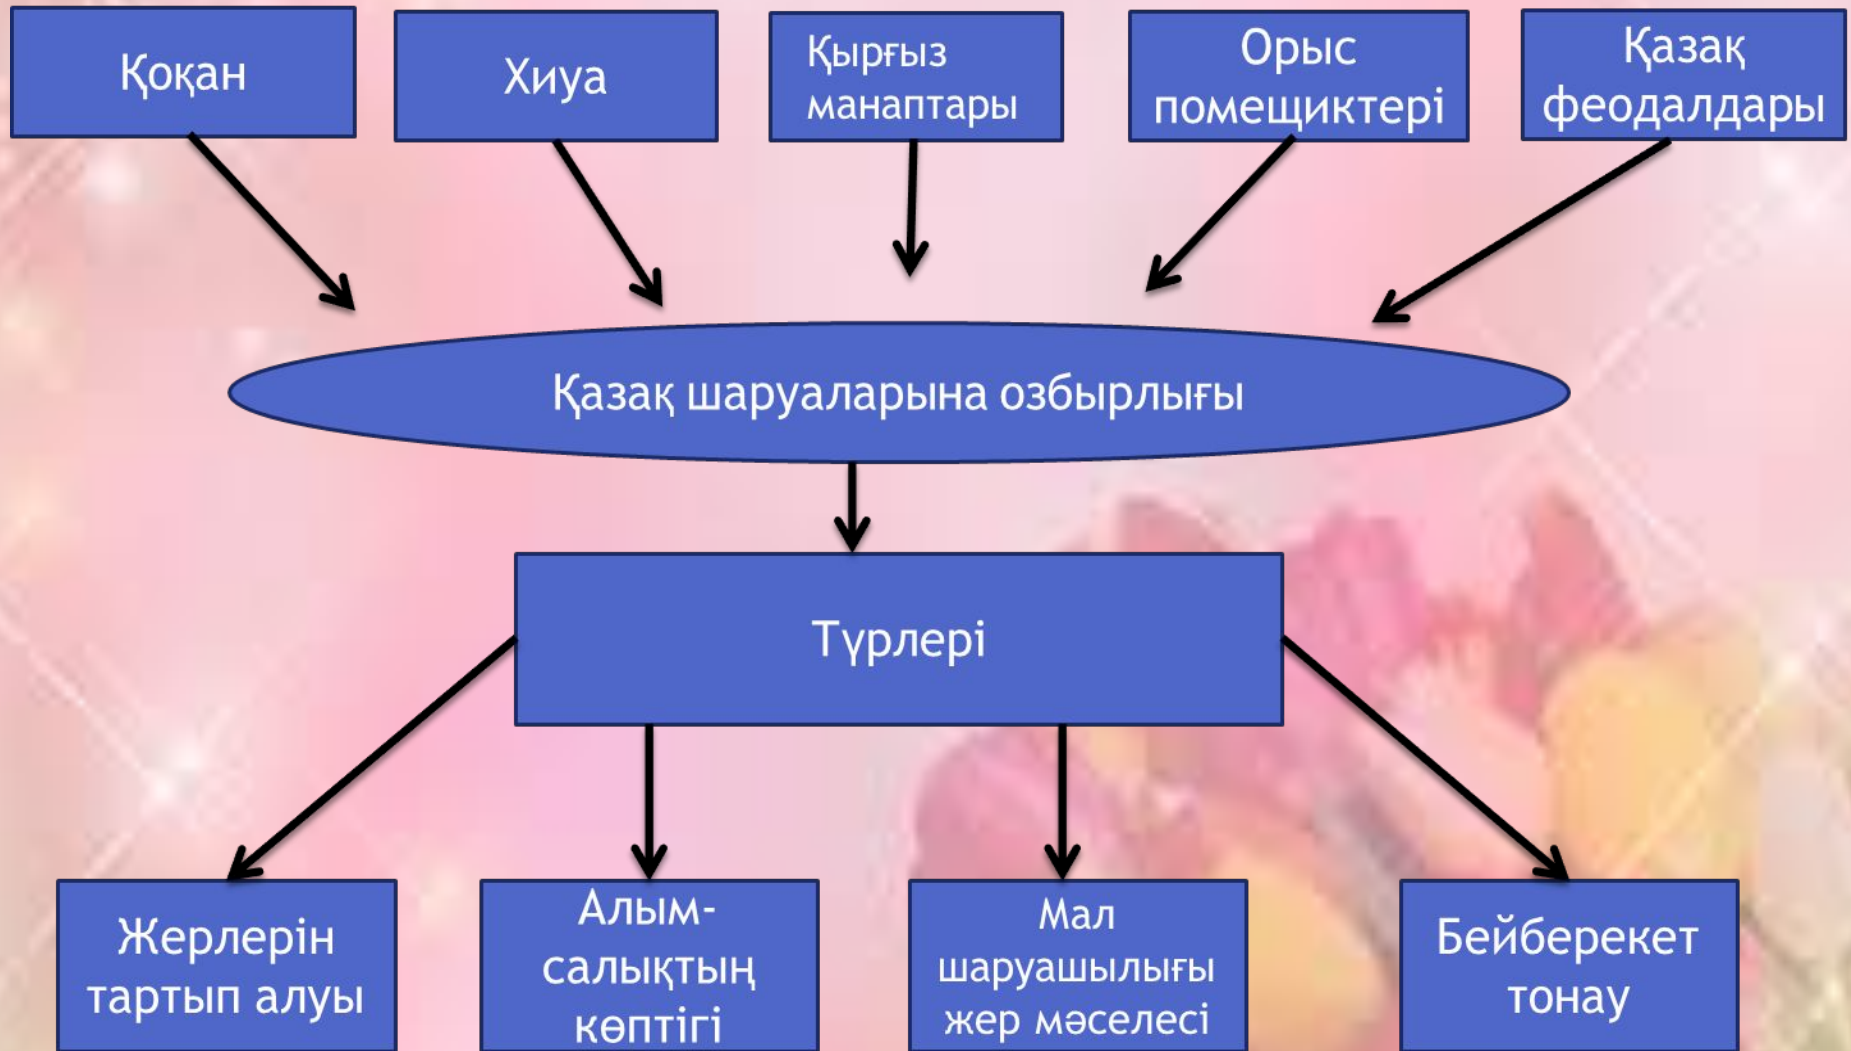 Қоқан
Хиуа
Қырғыз
манаптары
Орыс
помещиктері
Қазақ
феодалдары
Қазақ шаруаларына озбырлығы
Түрлері
Жерлерін
тартып алуы
Алым-
салықтың
көптігі
Мал
шаруашылығы
жер мәселесі
Бейберекет
тонау